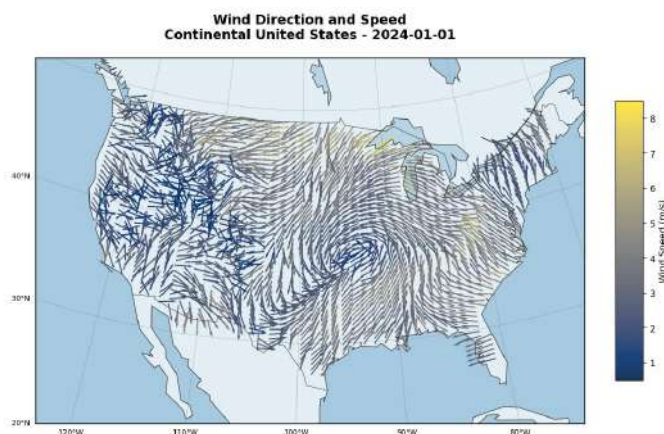 Wind Direction and Speed
Continental United States - 2024-01-01
40°N
30°N
20°N
120°W
110°W
100°W
90°W
80°W
8
7
6
5
4
3
2
1
Wind Speed (m/s)